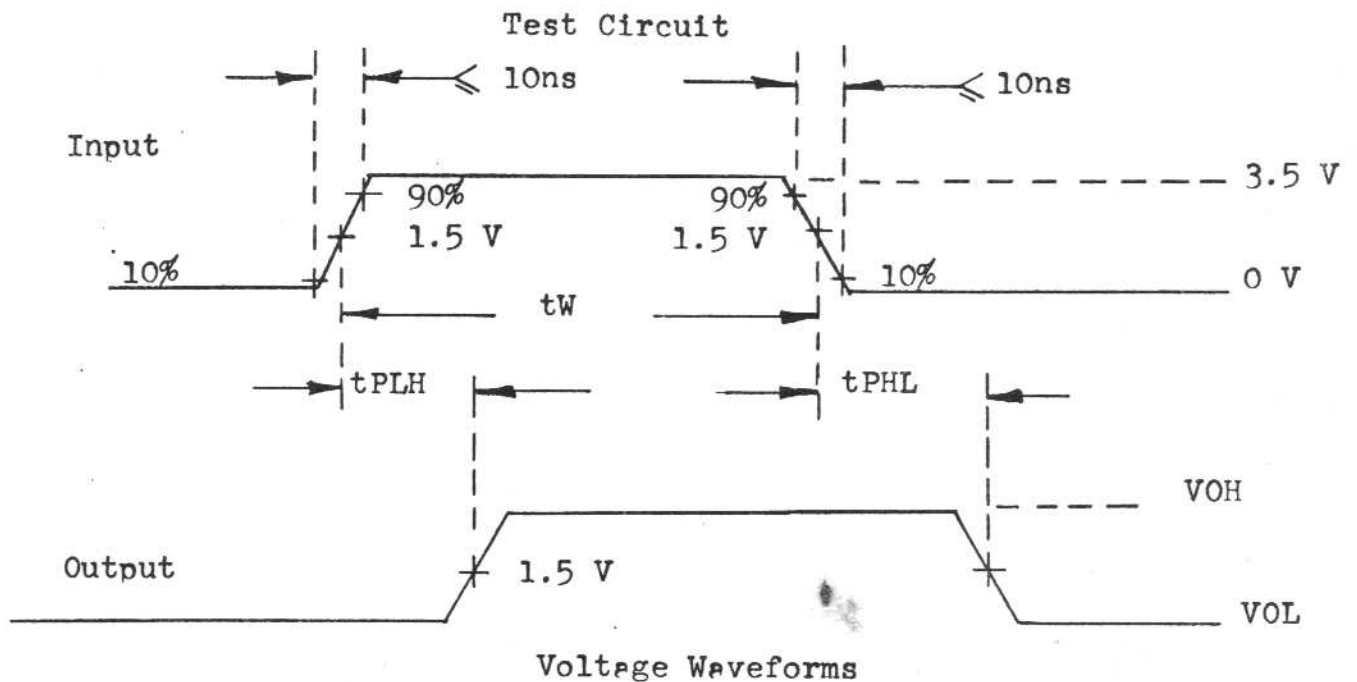 Test Circuit
⩽ 10ns
⩽ 10ns
Input
3.5 V
90%
90%
1.5 V
1.5 V
10%
10%
0 V
tW
tPLH
tPHL
VOH
Output
1.5 V
VOL
Voltage Waveforms